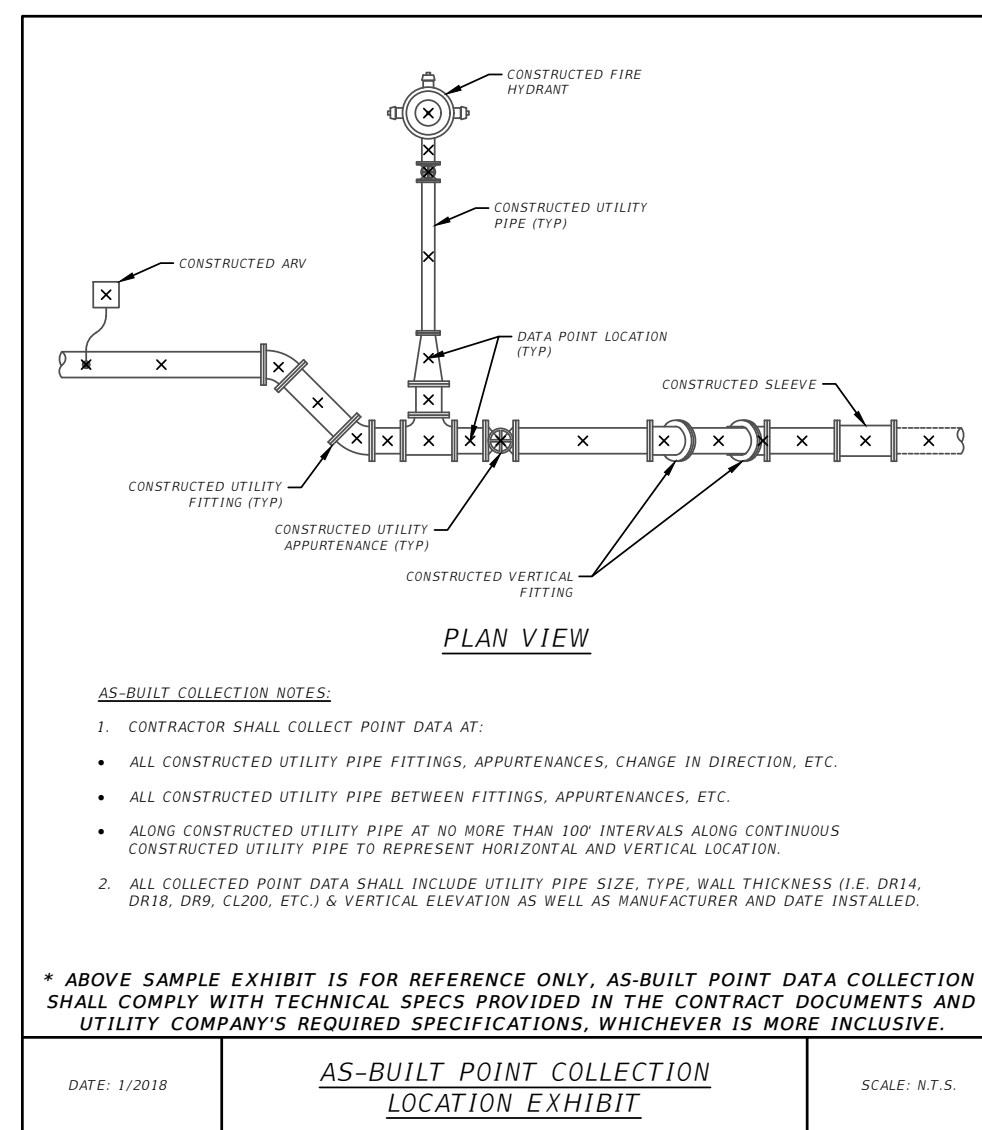 CONSTRUCTED FIRE
HYDRANT
CONSTRUCTED UTILITY
PIPE (TYP)
CONSTRUCTED ARV
DATA POINT LOCATION
(TYP)
CONSTRUCTED SLEEVE
CONSTRUCTED UTILITY
FITTING (TYP)
CONSTRUCTED UTILITY
APPURTENANCE (TYP)
CONSTRUCTED VERTICAL
FITTING
PLAN VIEW
AS-BUILT COLLECTION NOTES:
1. CONTRACTOR SHALL COLLECT POINT DATA AT:
• ALL CONSTRUCTED UTILITY PIPE FITTINGS, APPURTENANCES, CHANGE IN DIRECTION, ETC.
• ALL CONSTRUCTED UTILITY PIPE BETWEEN FITTINGS, APPURTENANCES, ETC.
• ALONG CONSTRUCTED UTILITY PIPE AT NO MORE THAN 100' INTERVALS ALONG CONTINUOUS
CONSTRUCTED UTILITY PIPE TO REPRESENT HORIZONTAL AND VERTICAL LOCATION.
2. ALL COLLECTED POINT DATA SHALL INCLUDE UTILITY PIPE SIZE, TYPE, WALL THICKNESS (I.E. DR14,
DR18, DR9, CL200, ETC.) & VERTICAL ELEVATION AS WELL AS MANUFACTURER AND DATE INSTALLED.
* ABOVE SAMPLE EXHIBIT IS FOR REFERENCE ONLY, AS-BUILT POINT DATA COLLECTION
SHALL COMPLY WITH TECHNICAL SPECS PROVIDED IN THE CONTRACT DOCUMENTS AND
UTILITY COMPANY'S REQUIRED SPECIFICATIONS, WHICHEVER IS MORE INCLUSIVE.
DATE: 1/2018
AS-BUILT POINT COLLECTION
LOCATION EXHIBIT
SCALE: N.T.S.